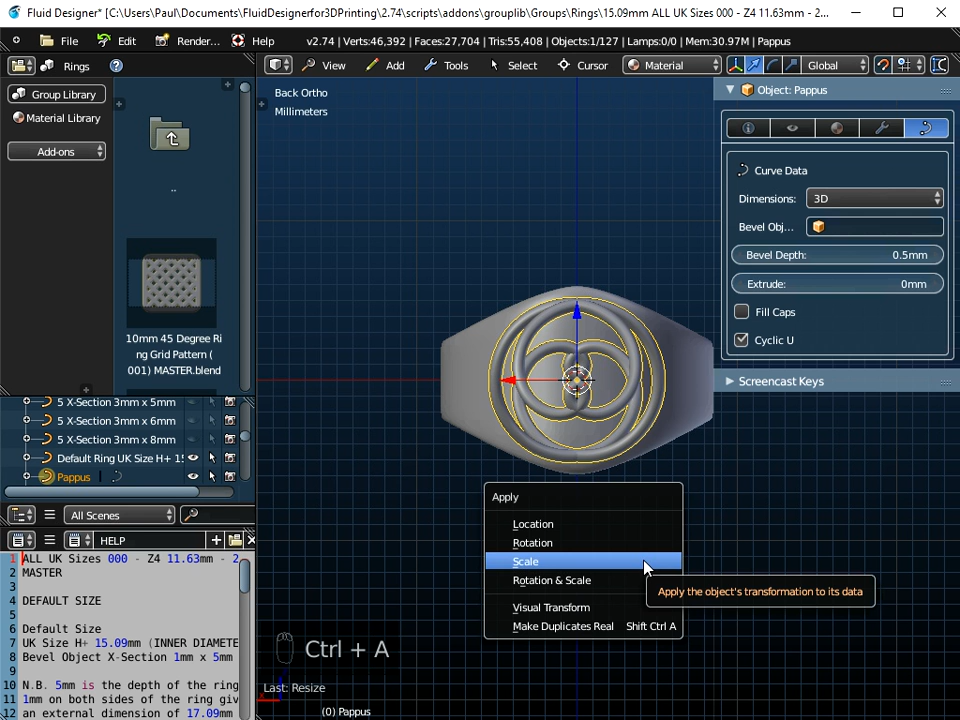 Fluid Designer* [C:\Users\Paul\Documents\FluidDesignerfor3DPrinting\2.74\scripts\addons\grouplib\Groups\Rings\15.09mm ALL UK Sizes 000 - Z4 11.63mm - 2...
File Edit Render... Help v2.74 | Verts:46,392 | Faces:27,704 | Tris:55,408 | Objects:1/127 | Lamps:0/0 | Mem:30.97M | Pappus
Rings View Add Tools Select Cursor Material Global
Group Library
Material Library
Add-ons
..
10mm 45 Degree Ri
ng Grid Pattern (
001) MASTER.blend
Back Ortho
Millimeters
Object: Pappus
Curve Data
Dimensions: 3D
Bevel Obj...
Bevel Depth: 0.5mm
Extrude: 0mm
Fill Caps
Cyclic U
Screencast Keys
5 X-Section 3mm x 5mm
5 X-Section 3mm x 6mm
5 X-Section 3mm x 8mm
Default Ring UK Size H+ 15
Pappus
All Scenes
HELP
1 ALL UK Sizes 000 - Z4 11.63mm - 2
2 MASTER
3
4 DEFAULT SIZE
5
6 Default Size
7 UK Size H+ 15.09mm (INNER DIAMETE
8 Bevel Object X-Section 1mm x 5mm
9
10 N.B. 5mm is the depth of the ring
11 1mm on both sides of the ring giv
12 an external dimension of 17.09mm
Apply
Location
Rotation
Scale
Rotation & Scale
Visual Transform
Make Duplicates Real Shift Ctrl A
Apply the object's transformation to its data
Ctrl + A
Last: Resize
x
(0) Pappus